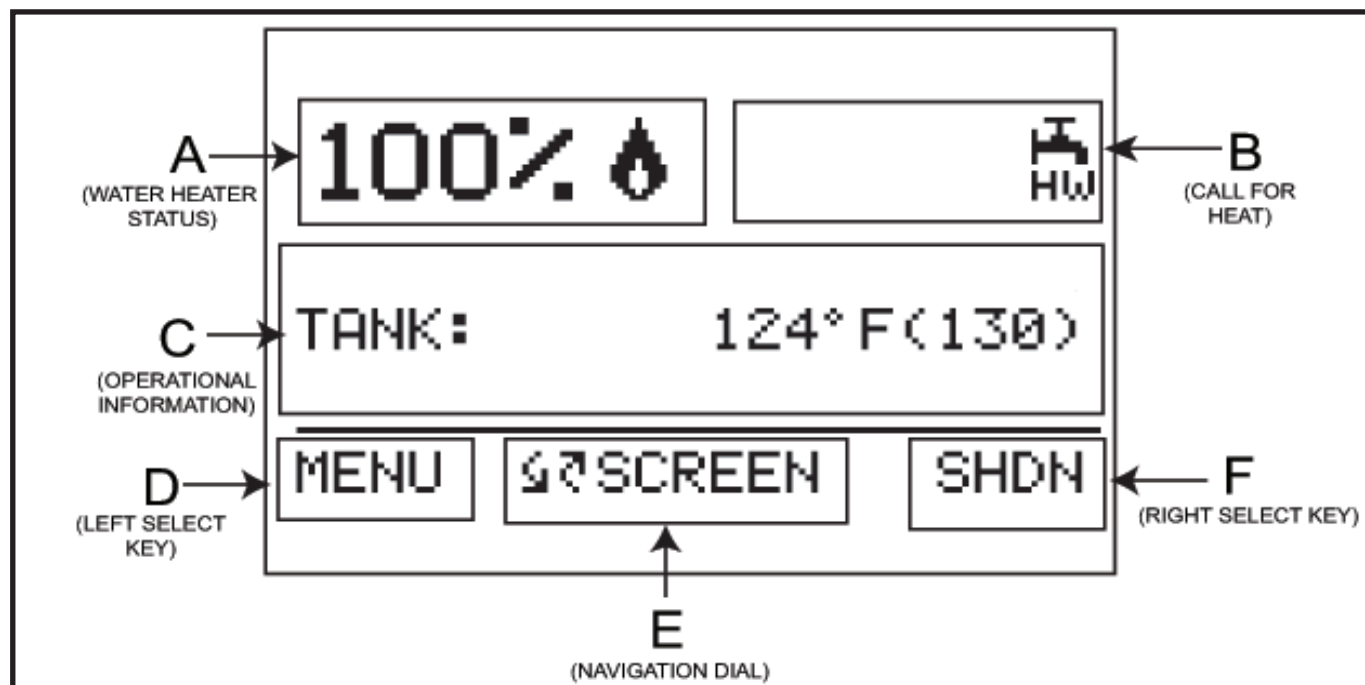 100%
HW
A
(WATER HEATER
STATUS)
B
(CALL FOR
HEAT)
TANK: 124°F(130)
C
(OPERATIONAL
INFORMATION)
MENU SCREEN SHDN
D
(LEFT SELECT
KEY)
F
(RIGHT SELECT KEY)
E
(NAVIGATION DIAL)